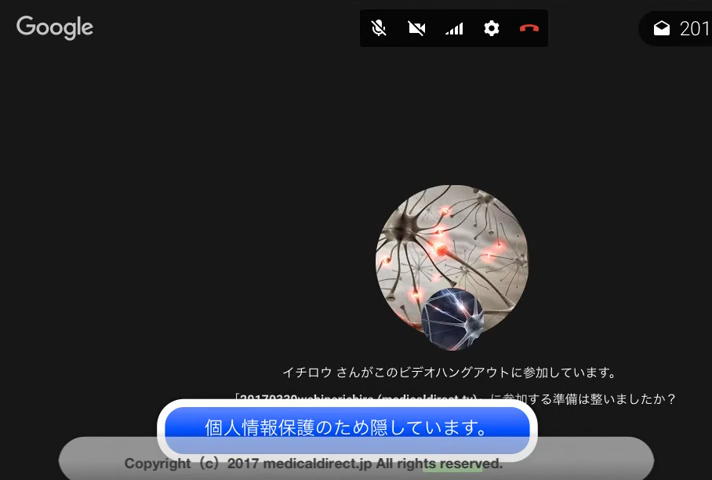 Google
201
イチロウ さんがこのビデオハングアウトに参加しています。
に参加する準備は整いましたか？
個人情報保護のため隠しています。
Copyright（c）2017 medicaldirect.jp All rights reserved.